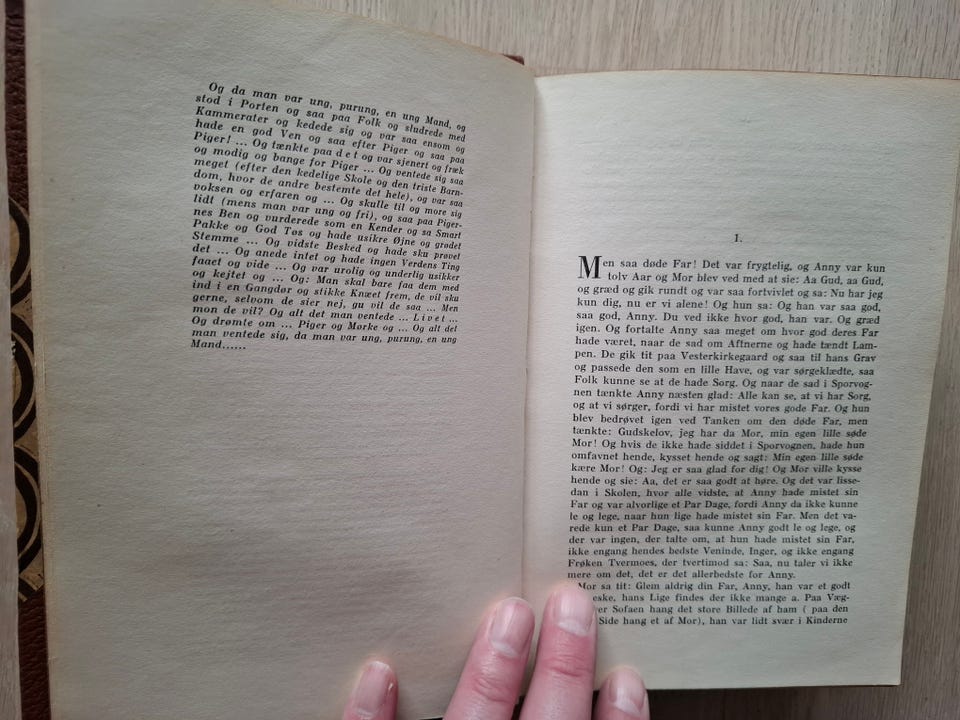 Og da man var ung, purung, en ung Mand, og
stod i Porten og saa paa Folk og sludrede med
Kammerater og kedede sig og var saa ensom og
hade en god Ven og saa efter Piger og saa paa
Piger! ... Og tænkte paa det og var sjenert og fræk
og modig og bange for Piger ... Og ventede sig saa
meget (efter den kedelige Skole og den triste Barn-
dom, hvor de andre bestemte det hele), og var saa
voksen og erfaren og ... Og skulle til og more sig
lidt (mens man var ung og fri), og saa paa Piger-
nes Ben og vurderede som en Kender og sa Smart
Pakke og God Tøs og hade usikre Øjne og grødet
Stemme ... Og vidste Besked og hade sku prøvet
det ... Og anede intet og hade ingen Verdens Ting
faaet og vide ... Og var urolig og underlig usikker
og kejtet og ... Og: Man skal bare faa dem med
ind i en Gangdør og stikke Knæet frem, de vil sku
gerne, selvom de sier nej, gu vil de saa ... Men
mon de vil? Og alt det man ventede ... Livet ...
Og drømte om ... Piger og Mørke og ... Og alt det
man ventede sig, da man var ung, purung, en ung
Mand......
I.
Men saa døde Far! Det var frygtelig, og Anny var kun
tolv Aar og Mor blev ved med at sie: Aa Gud, aa Gud,
og græd og gik rundt og var saa fortvivlet og sa: Nu har jeg
kun dig, nu er vi alene! Og hun sa: Og han var saa god,
saa god, Anny. Du ved ikke hvor god, han var. Og græd
igen. Og fortalte Anny saa meget om hvor god deres Far
hade været, naar de sad om Aftnerne og hade tændt Lam-
pen. De gik tit paa Vesterkirkegaard og saa til hans Grav
og passede den som en lille Have, og var sørgeklædte, saa
Folk kunne se at de hade Sorg. Og naar de sad i Sporvog-
nen tænkte Anny næsten glad: Alle kan se, at vi har Sorg,
og at vi sørger, fordi vi har mistet vores gode Far. Og hun
blev bedrøvet igen ved Tanken om den døde Far, men
tænkte: Gudskelov, jeg har da Mor, min egen lille søde
Mor! Og hvis de ikke hade siddet i Sporvognen, hade hun
omfavnet hende, kysset hende og sagt: Min egen lille søde
kære Mor! Og: Jeg er saa glad for dig! Og Mor ville kysse
hende og sie: Aa, det er saa godt at høre. Og det var lisse-
dan i Skolen, hvor alle vidste, at Anny hade mistet sin
Far og var alvorlige et Par Dage, fordi Anny da ikke kunne
le og lege, naar hun lige hade mistet sin Far. Men det va-
rede kun et Par Dage, saa kunne Anny godt le og lege, og
der var ingen, der talte om, at hun hade mistet sin Far,
ikke engang hendes bedste Veninde, Inger, og ikke engang
Frøken Tvermoes, der tvertimod sa: Saa, nu taler vi ikke
mere om det, det er det allerbedste for Anny.
Mor sa tit: Glem aldrig din Far, Anny, han var et godt
eske, hans Lige findes der ikke mange a. Paa Væg-
er Sofaen hang det store Billede af ham ( paa den
Side hang et af Mor), han var lidt svær i Kinderne